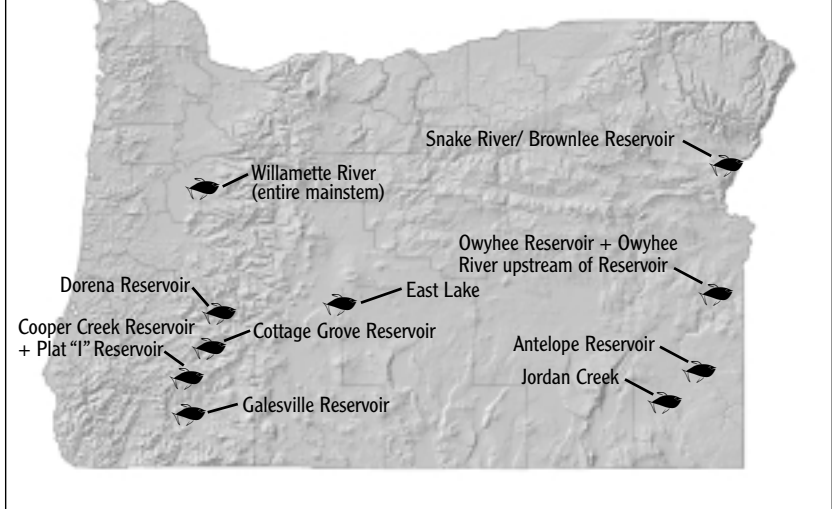 Snake River/ Brownlee Reservoir
Willamette River
(entire mainstem)
Owyhee Reservoir + Owyhee
River upstream of Reservoir
Dorena Reservoir
East Lake
Cooper Creek Reservoir
+ Plat “I” Reservoir
Cottage Grove Reservoir
Antelope Reservoir
Jordan Creek
Galesville Reservoir